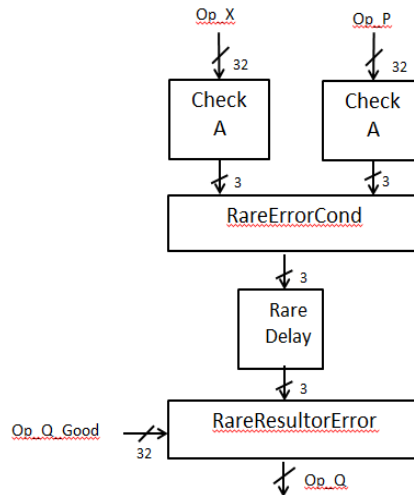 Op_X
Op_P
32
32
Check
A
Check
A
3
3
RareErrorCond
3
Rare
Delay
3
RareResultorError
Op_Q_Good
32
Op_Q